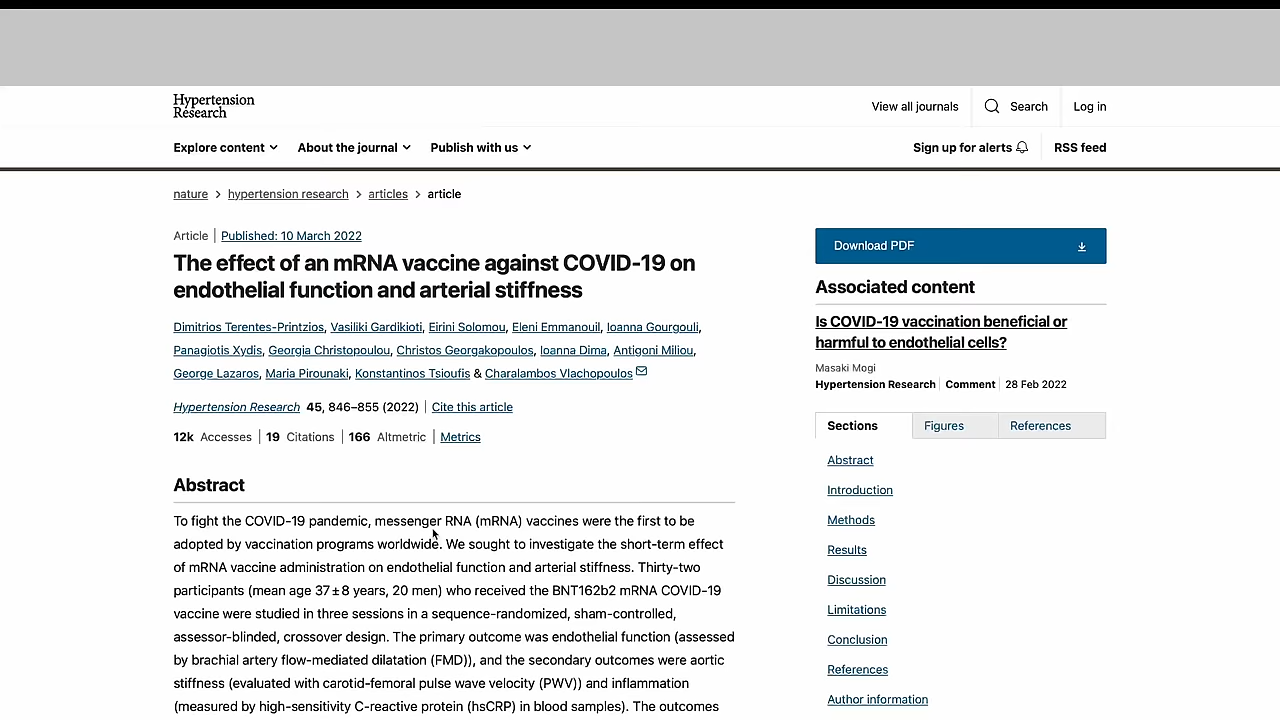 Hypertension
Research
View all journals
Search
Log in
Explore content
About the journal
Publish with us
Sign up for alerts
RSS feed
nature > hypertension research > articles > article
Article | Published: 10 March 2022
The effect of an mRNA vaccine against COVID-19 on
endothelial function and arterial stiffness
Dimitrios Terentes-Printzios, Vasiliki Gardikioti, Eirini Solomou, Eleni Emmanouil, Ioanna Gourgouli,
Panagiotis Xydis, Georgia Christopoulou, Christos Georgakopoulos, Ioanna Dima, Antigoni Miliou,
George Lazaros, Maria Pirounaki, Konstantinos Tsioufis & Charalambos Vlachopoulos
Hypertension Research 45, 846–855 (2022) | Cite this article
12k Accesses | 19 Citations | 166 Altmetric | Metrics
Abstract
To fight the COVID-19 pandemic, messenger RNA (mRNA) vaccines were the first to be
adopted by vaccination programs worldwide. We sought to investigate the short-term effect
of mRNA vaccine administration on endothelial function and arterial stiffness. Thirty-two
participants (mean age 37±8 years, 20 men) who received the BNT162b2 mRNA COVID-19
vaccine were studied in three sessions in a sequence-randomized, sham-controlled,
assessor-blinded, crossover design. The primary outcome was endothelial function (assessed
by brachial artery flow-mediated dilatation (FMD)), and the secondary outcomes were aortic
stiffness (evaluated with carotid-femoral pulse wave velocity (PWV)) and inflammation
(measured by high-sensitivity C-reactive protein (hsCRP) in blood samples). The outcomes
Download PDF
Associated content
Is COVID-19 vaccination beneficial or
harmful to endothelial cells?
Masaki Mogi
Hypertension Research | Comment | 28 Feb 2022
Sections
Figures
References
Abstract
Introduction
Methods
Results
Discussion
Limitations
Conclusion
References
Author information